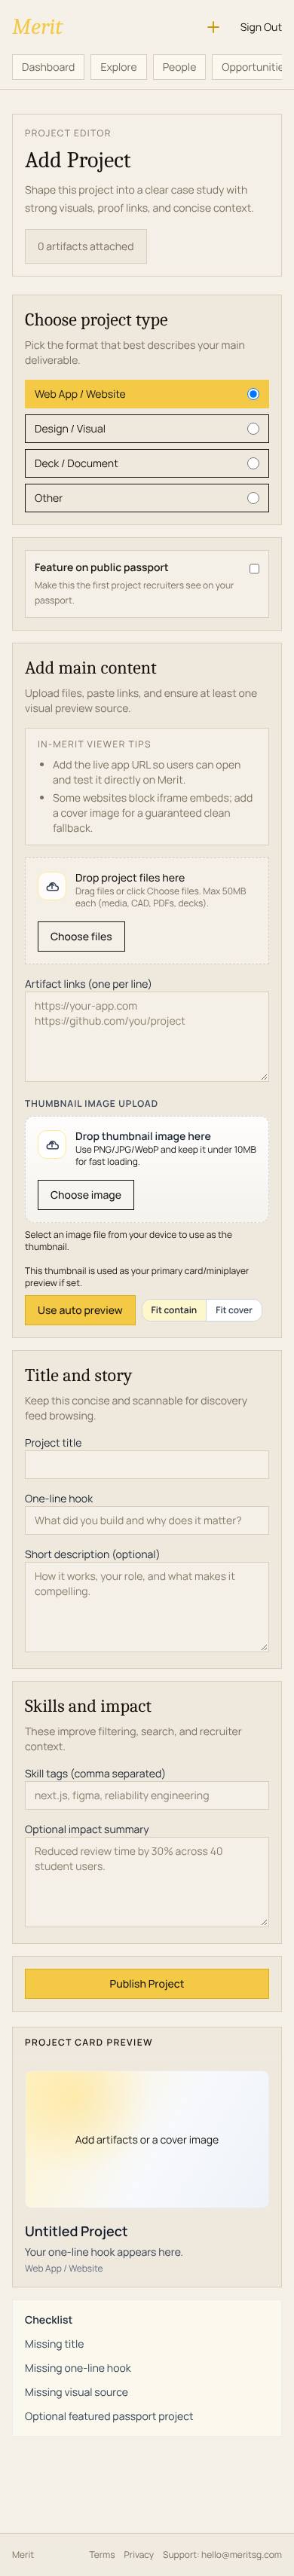 Merit
+
Sign Out
Dashboard
Explore
People
Opportunitie
PROJECT EDITOR
Add Project
Shape this project into a clear case study with
strong visuals, proof links, and concise context.
0 artifacts attached
Choose project type
Pick the format that best describes your main
deliverable.
Web App / Website
Design / Visual
Deck / Document
Other
Feature on public passport
Make this the first project recruiters see on your
passport.
Add main content
Upload files, paste links, and ensure at least one
visual preview source.
IN-MERIT VIEWER TIPS
• Add the live app URL so users can open
and test it directly on Merit.
• Some websites block iframe embeds; add
a cover image for a guaranteed clean
fallback.
Drop project files here
Drag files or click Choose files. Max 50MB
each (media, CAD, PDFs, decks).
Choose files
Artifact links (one per line)
https://your-app.com
https://github.com/you/project
THUMBNAIL IMAGE UPLOAD
Drop thumbnail image here
Use PNG/JPG/WebP and keep it under 10MB
for fast loading.
Choose image
Select an image file from your device to use as the
thumbnail.
This thumbnail is used as your primary card/miniplayer
preview if set.
Use auto preview
Fit contain
Fit cover
Title and story
Keep this concise and scannable for discovery
feed browsing.
Project title
One-line hook
What did you build and why does it matter?
Short description (optional)
How it works, your role, and what makes it
compelling.
Skills and impact
These improve filtering, search, and recruiter
context.
Skill tags (comma separated)
next.js, figma, reliability engineering
Optional impact summary
Reduced review time by 30% across 40
student users.
Publish Project
PROJECT CARD PREVIEW
Add artifacts or a cover image
Untitled Project
Your one-line hook appears here.
Web App / Website
Checklist
Missing title
Missing one-line hook
Missing visual source
Optional featured passport project
Merit
Terms
Privacy
Support: hello@meritsg.com